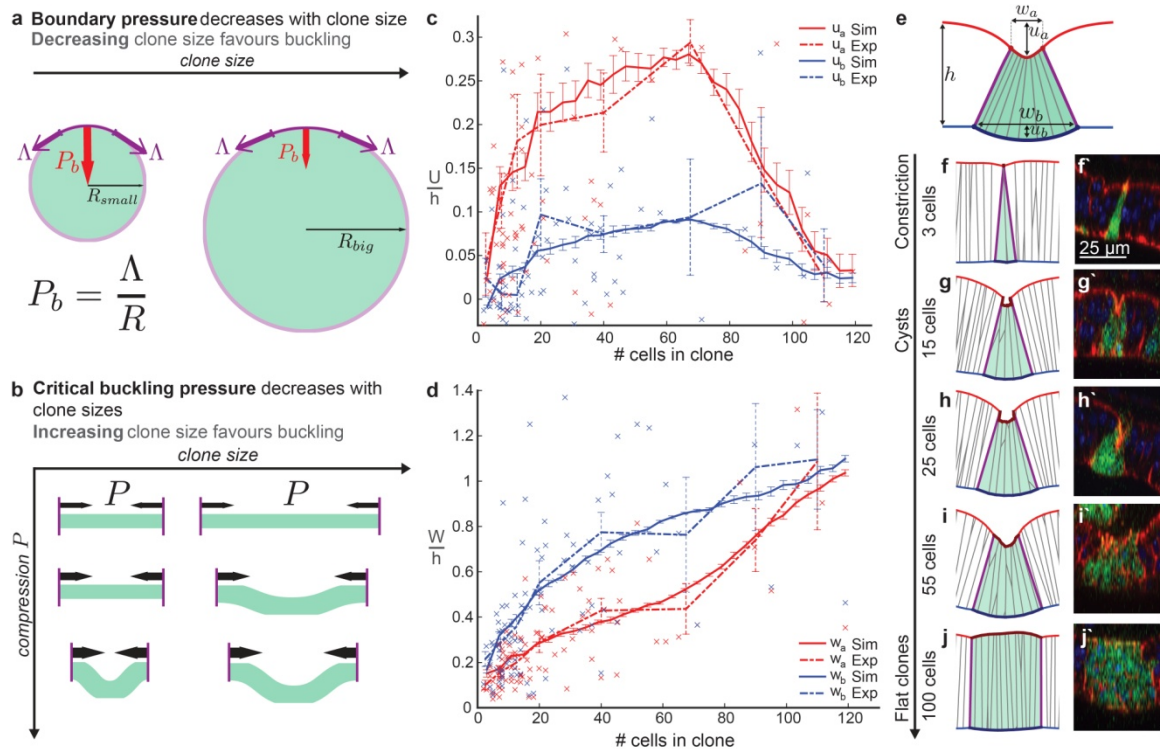 a Boundary pressure decreases with clone size
Decreasing clone size favours buckling
clone size
Λ
Λ
P_b
R_small
P_b
R_big
P_b = Λ/R
b Critical buckling pressure decreases with
clone sizes
Increasing clone size favours buckling
clone size
compression P
P
P
c
u_a Sim
u_a Exp
u_b Sim
u_b Exp
U/h
0.3
0.25
0.2
0.15
0.1
0.05
0
0 20 40 60 80 100 120
# cells in clone
d
1.4
1.2
1
0.8
0.6
0.4
0.2
0
W/h
w_a Sim
w_a Exp
w_b Sim
w_b Exp
0 20 40 60 80 100 120
# cells in clone
e
w_a
u_a
h
w_b
u_b
Constriction
3 cells
f
f`
25 µm
Cysts
15 cells
g
g`
25 cells
h
h`
55 cells
i
i`
Flat clones
100 cells
j
j`